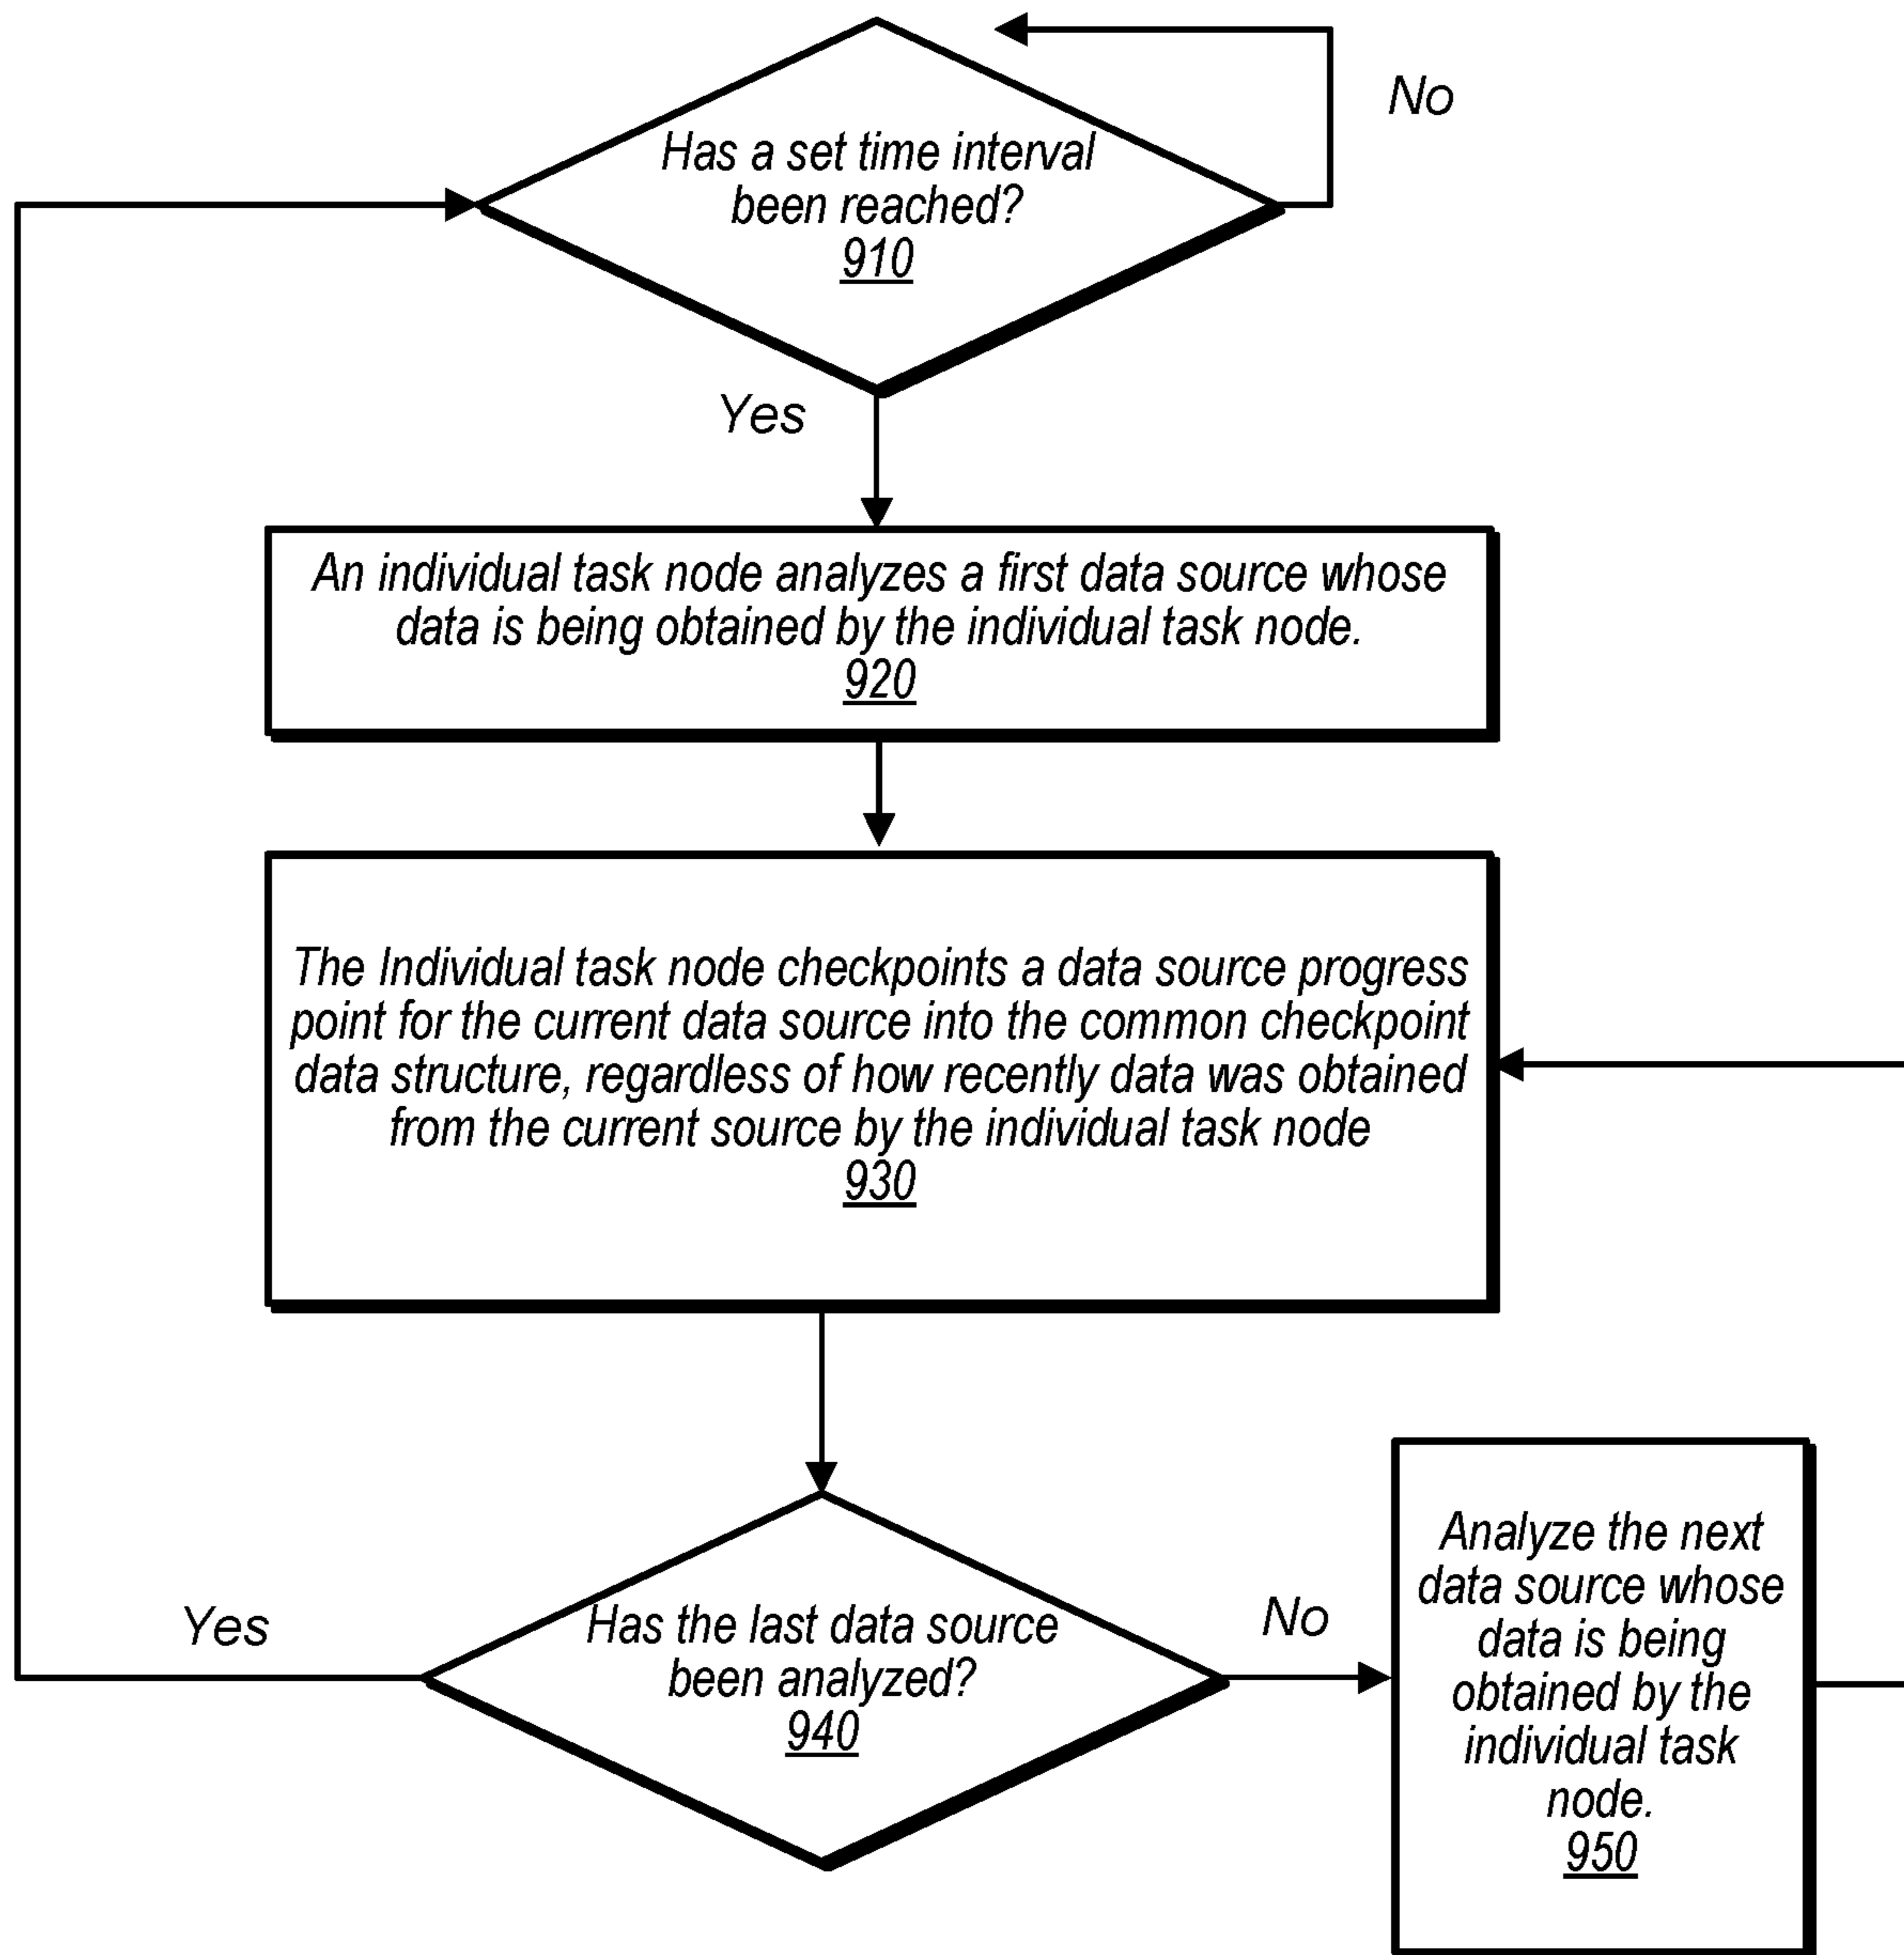 No
Has a set time interval
been reached?
910
Yes
An individual task node analyzes a first data source whose
data is being obtained by the individual task node.
920
The Individual task node checkpoints a data source progress
point for the current data source into the common checkpoint
data structure, regardless of how recently data was obtained
from the current source by the individual task node
930
Yes
Has the last data source
been analyzed?
940
No
Analyze the next
data source whose
data is being
obtained by the
individual task
node.
950